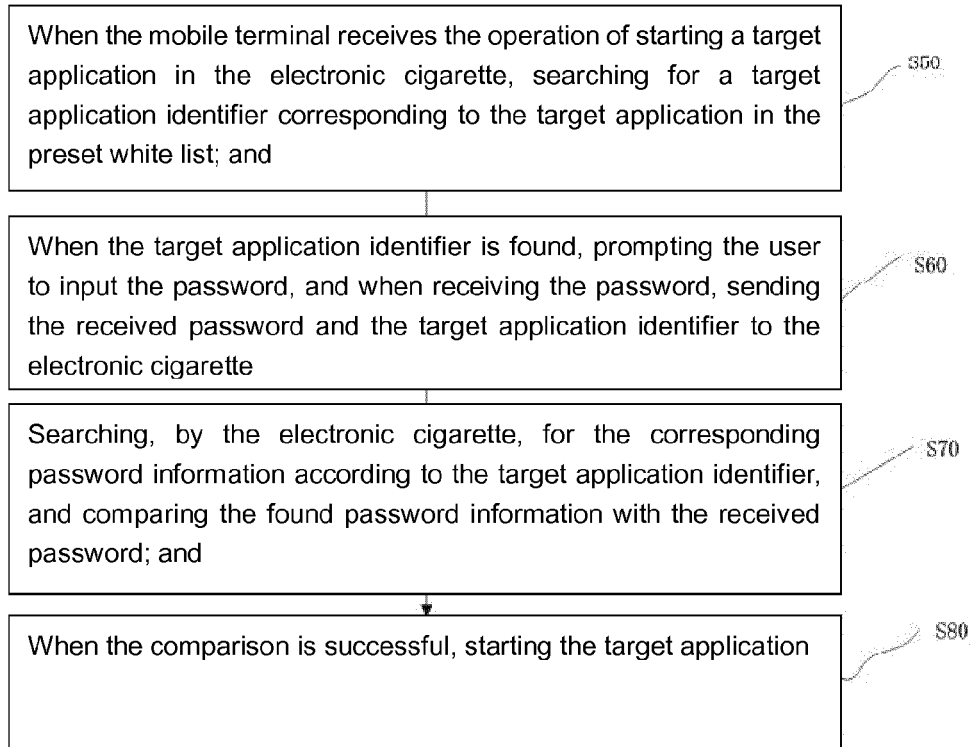 When the mobile terminal receives the operation of starting a target
application in the electronic cigarette, searching for a target
application identifier corresponding to the target application in the
preset white list; and
S50
When the target application identifier is found, prompting the user
to input the password, and when receiving the password, sending
the received password and the target application identifier to the
electronic cigarette
S60
Searching, by the electronic cigarette, for the corresponding
password information according to the target application identifier,
and comparing the found password information with the received
password; and
S70
When the comparison is successful, starting the target application
S80